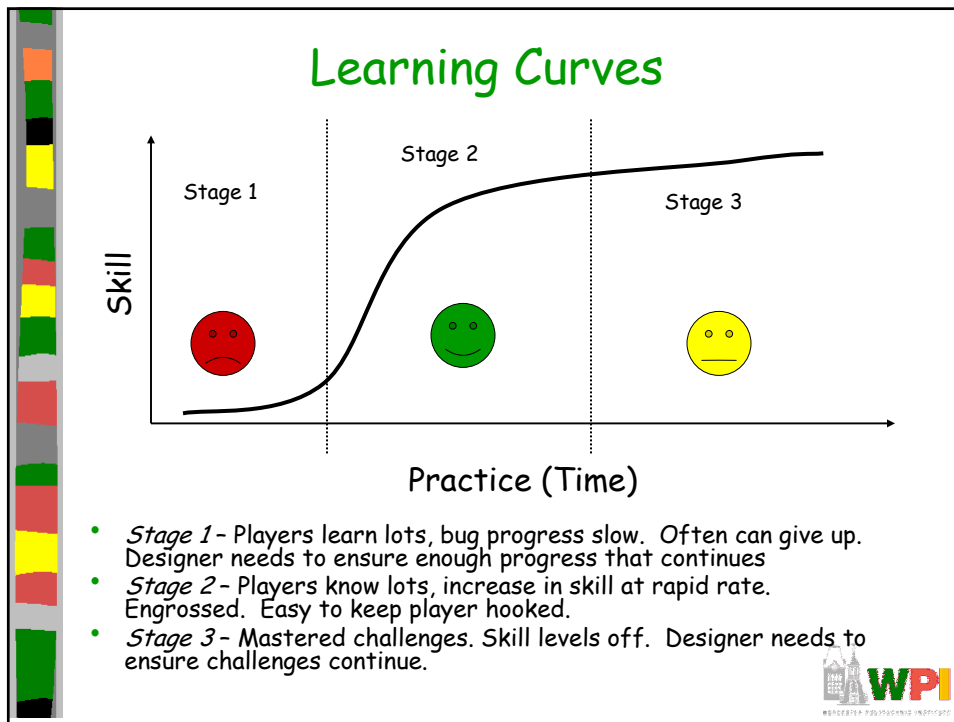 Learning Curves
Stage 1
Stage 2
Stage 3
Skill
Practice (Time)
• Stage 1 – Players learn lots, bug progress slow. Often can give up.
Designer needs to ensure enough progress that continues
• Stage 2 – Players know lots, increase in skill at rapid rate.
Engrossed. Easy to keep player hooked.
• Stage 3 – Mastered challenges. Skill levels off. Designer needs to
ensure challenges continue.
WPI